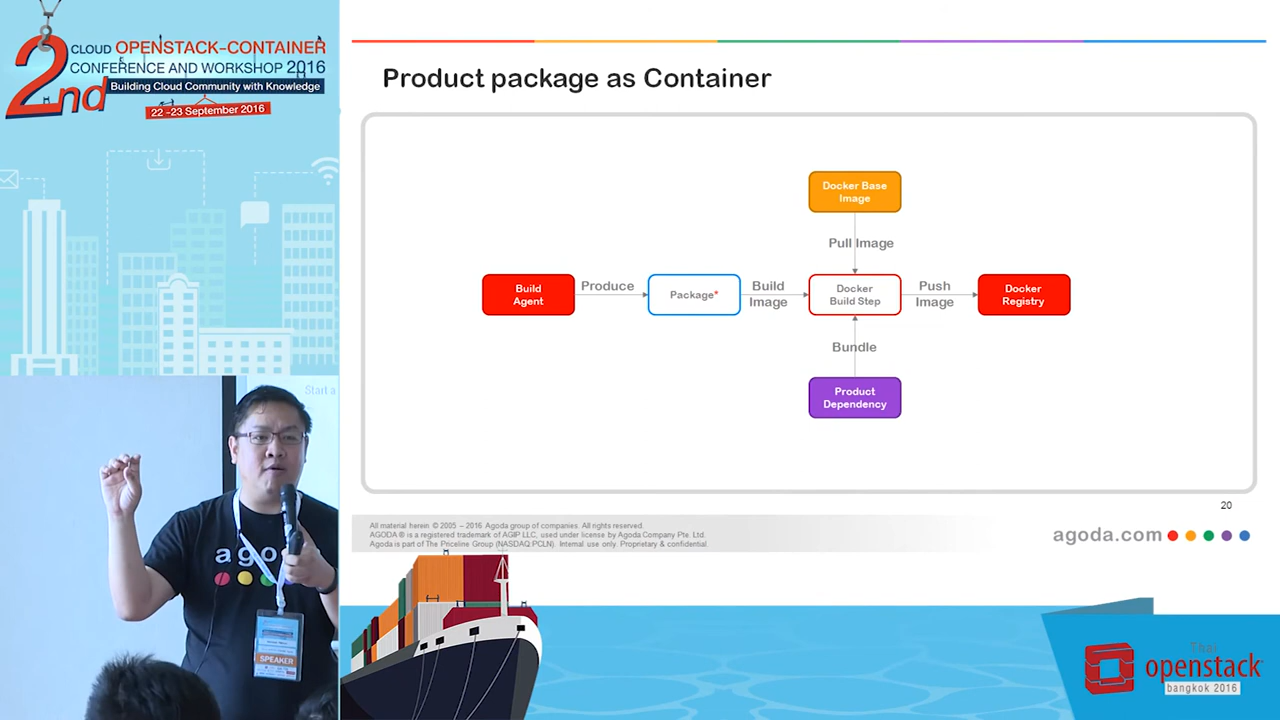 2nd
CLOUD OPENSTACK-CONTAINER
CONFERENCE AND WORKSHOP 2016
Building Cloud Community with Knowledge
22 -23 September 2016
Product package as Container
Docker Base
Image
Pull Image
Build
Agent
Produce
Package*
Build
Image
Docker
Build Step
Push
Image
Docker
Registry
Bundle
Product
Dependency
20
All material herein © 2005 – 2016 Agoda group of companies. All rights reserved.
AGODA ® is a registered trademark of AGIP LLC, used under license by Agoda Company Pte. Ltd.
Agoda is part of The Priceline Group (NASDAQ:PCLN) Internal use only. Proprietary & confidential.
agoda.com
Start a
ago
SPEAKER
Thai
openstack
bangkok 2016